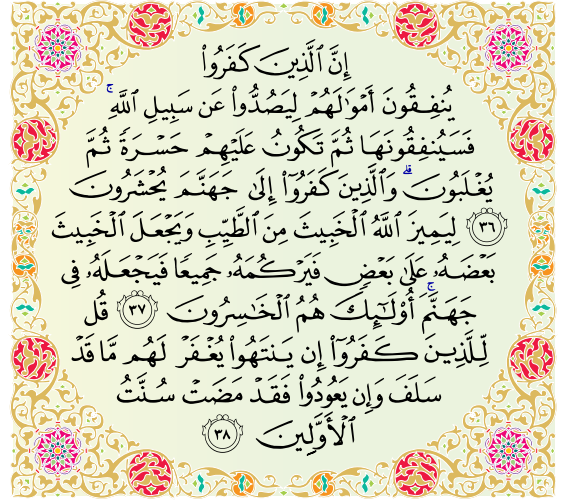 إِنَّ ٱلَّذِينَ كَفَرُوا۟
يُنفِقُونَ أَمْوَٰلَهُمْ لِيَصُدُّوا۟ عَن سَبِيلِ ٱللَّهِ ۚ
فَسَيُنفِقُونَهَا ثُمَّ تَكُونُ عَلَيْهِمْ حَسْرَةً ثُمَّ
يُغْلَبُونَ ۗ وَٱلَّذِينَ كَفَرُوٓا۟ إِلَىٰ جَهَنَّمَ يُحْشَرُونَ
٣٦ لِيَمِيزَ ٱللَّهُ ٱلْخَبِيثَ مِنَ ٱلطَّيِّبِ وَيَجْعَلَ ٱلْخَبِيثَ
بَعْضَهُۥ عَلَىٰ بَعْضٍ فَيَرْكُمَهُۥ جَمِيعًا فَيَجْعَلَهُۥ فِى
جَهَنَّمَ ۚ أُو۟لَٰٓئِكَ هُمُ ٱلْخَٰسِرُونَ ٣٧ قُل
لِّلَّذِينَ كَفَرُوٓا۟ إِن يَنتَهُوا۟ يُغْفَرْ لَهُم مَّا قَدْ
سَلَفَ وَإِن يَعُودُوا۟ فَقَدْ مَضَتْ سُنَّتُ
ٱلْأَوَّلِينَ ٣٨